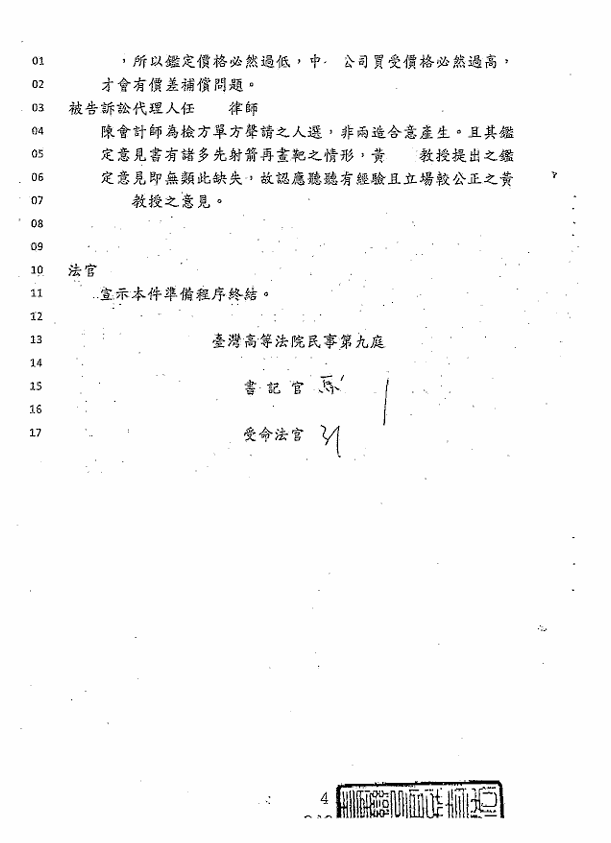 01 ，所以鑑定價格必然過低，中 公司買受價格必然過高，
02 才會有價差補償問題。
03 被告訴訟代理人任 律師
04 陳會計師為檢方單方聲請之人選，非兩造合意產生。且其鑑
05 定意見書有諸多先射箭再畫靶之情形，黃 教授提出之鑑
06 定意見即無類此缺失，故認應聽聽有經驗且立場較公正之黃
07 教授之意見。
08
09
10 法官
11 宣示本件準備程序終結。
12
13 臺灣高等法院民事第九庭
14
15 書記官
16
17 受命法官
4